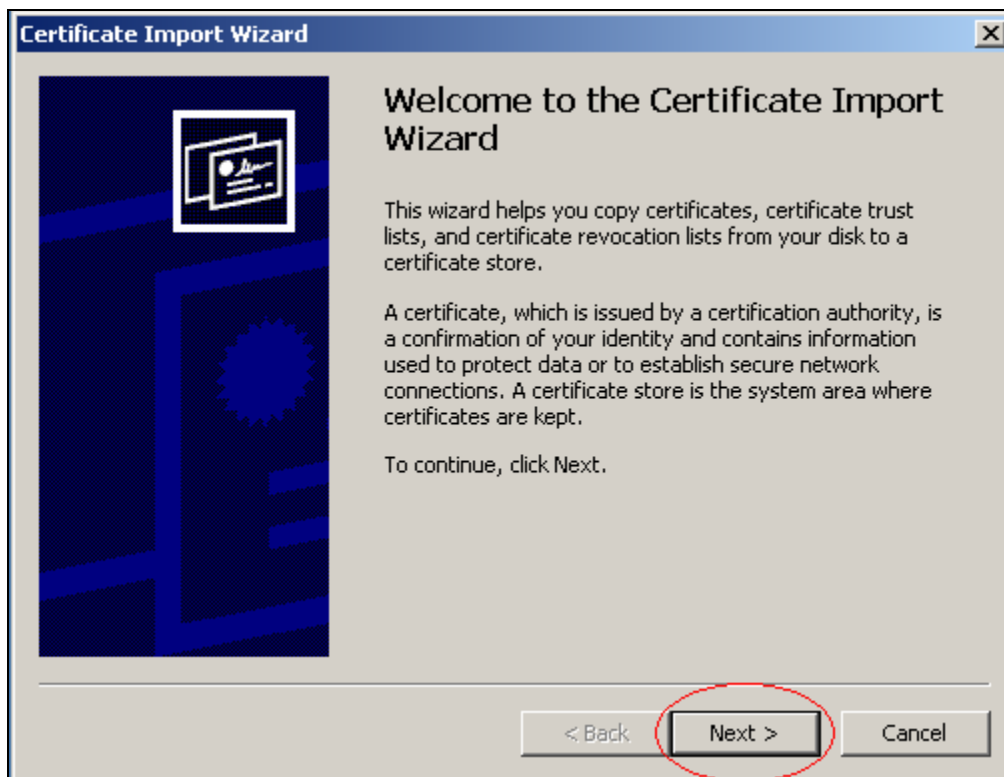 Certificate Import Wizard
Welcome to the Certificate Import
Wizard
This wizard helps you copy certificates, certificate trust
lists, and certificate revocation lists from your disk to a
certificate store.
A certificate, which is issued by a certification authority, is
a confirmation of your identity and contains information
used to protect data or to establish secure network
connections. A certificate store is the system area where
certificates are kept.
To continue, click Next.
< Back Next > Cancel